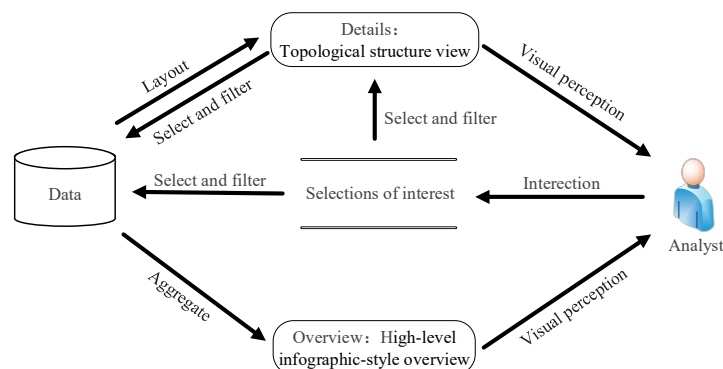 Details：
Topological structure view
Layout
Select and filter
Visual perception
Select and filter
Data
Select and filter
Selections of interest
Interection
Analyst
Aggregate
Visual perception
Overview：High-level
infographic-style overview